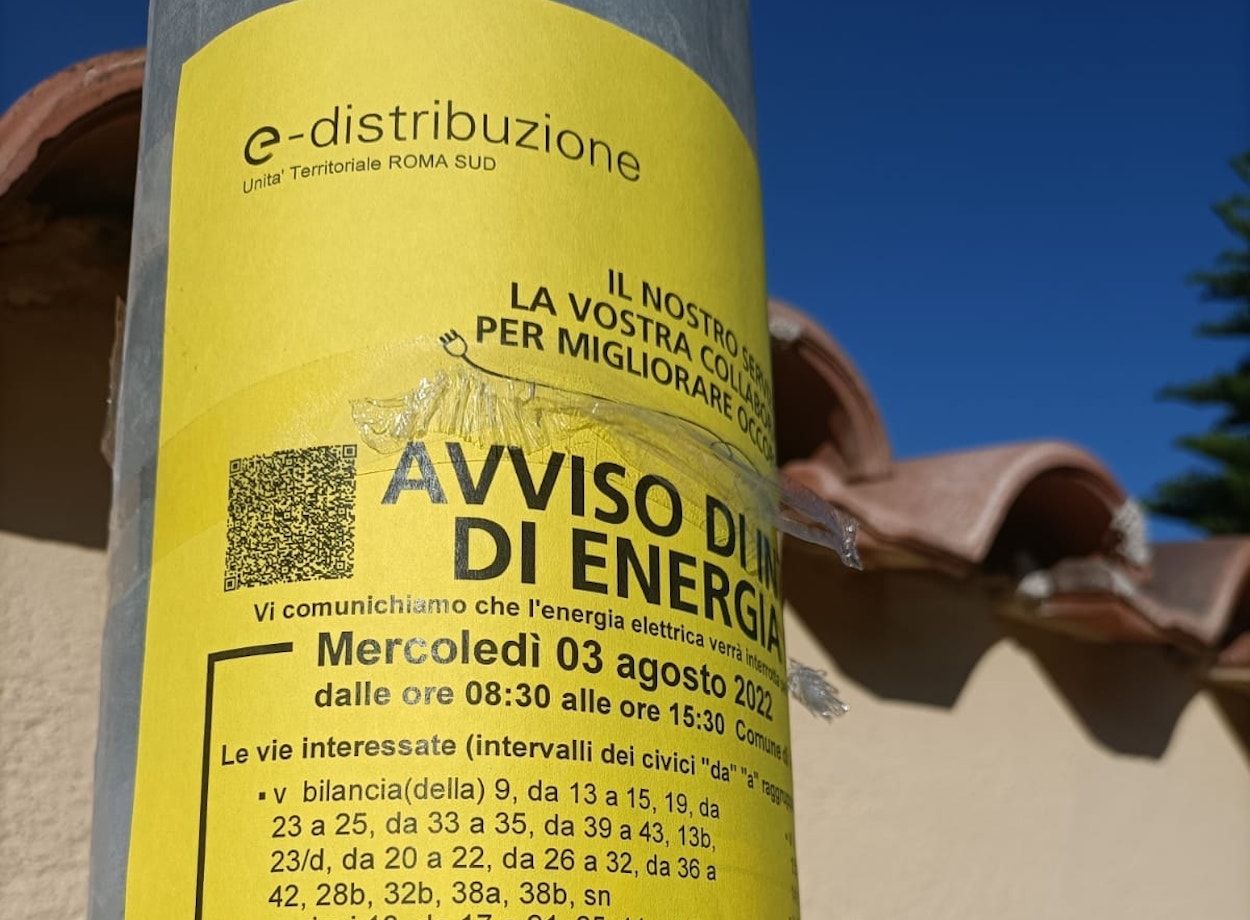 e-distribuzione
Unita' Territoriale ROMA SUD
IL NOSTRO
LA VOSTRA
PER MIGLIORARE
AVVISO DI
DI ENERGIA
Vi comunichiamo che l'energia elettrica verrà interrotta
Mercoledì 03 agosto 2022
dalle ore 08:30 alle ore 15:30 Comune
Le vie interessate (intervalli dei civici "da" "a"
▪ v bilancia(della) 9, da 13 a 15, 19, da
23 a 25, da 33 a 35, da 39 a 43, 13b,
23/d, da 20 a 22, da 26 a 32, da 36 a
42, 28b, 32b, 38a, 38b, sn